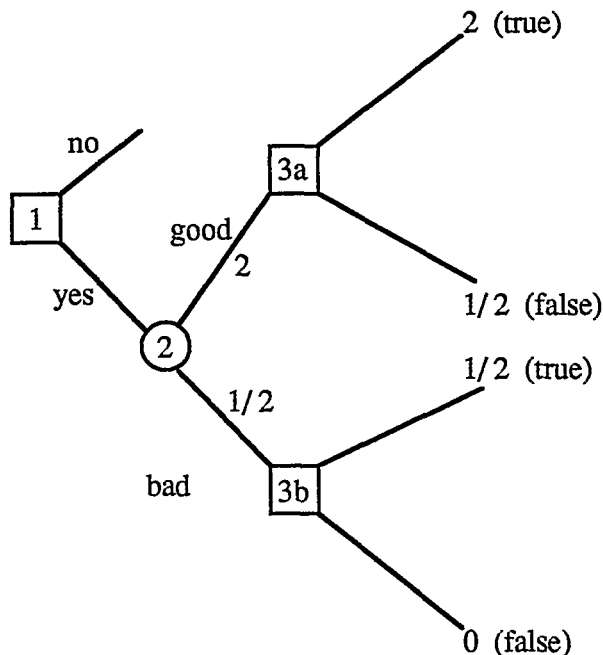 2 (true)
no
3a
1
good
2
yes
1/2 (false)
2
1/2 (true)
1/2
bad
3b
0 (false)